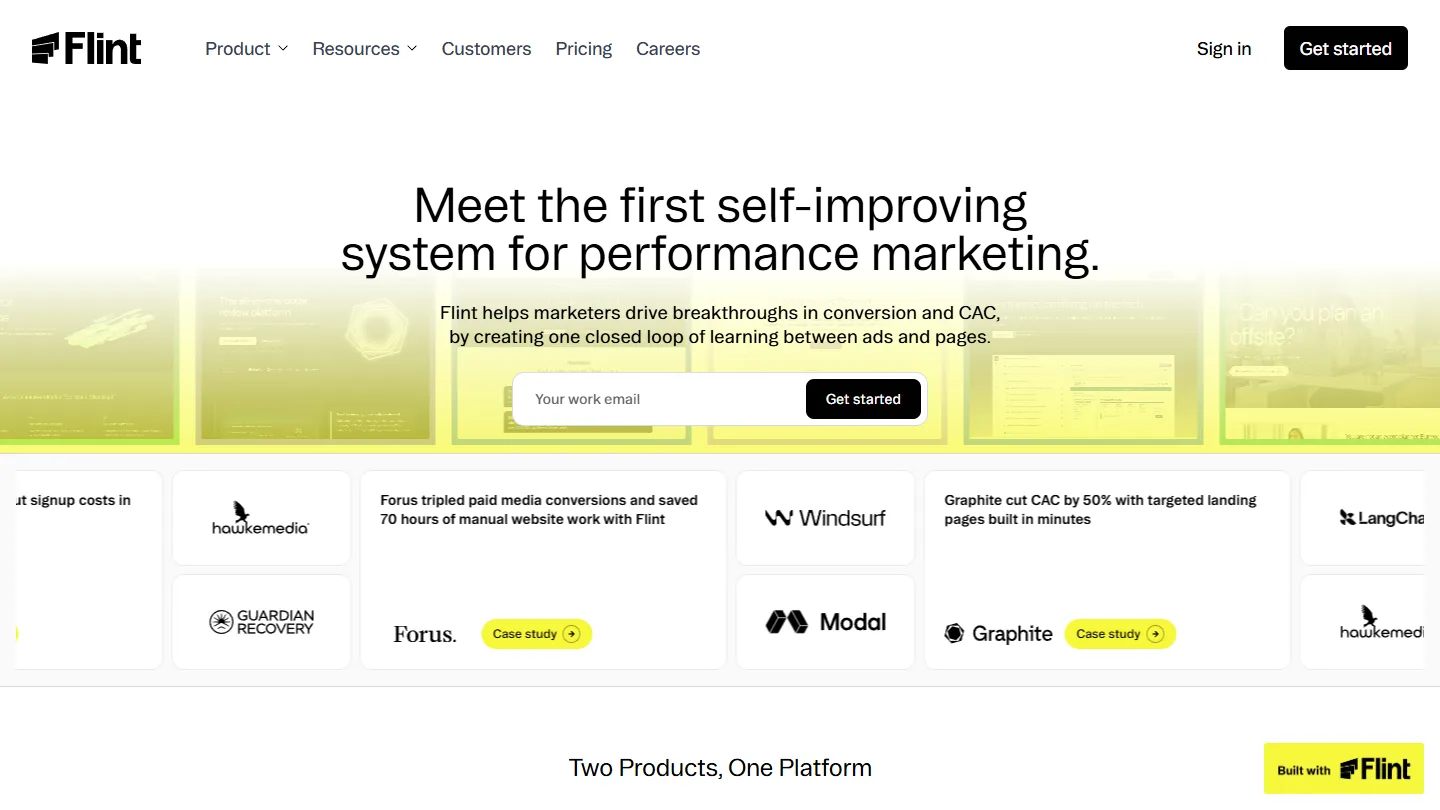 Flint
Product
Resources
Customers
Pricing
Careers
Sign in
Get started
Meet the first self-improving
system for performance marketing.
Flint helps marketers drive breakthroughs in conversion and CAC,
by creating one closed loop of learning between ads and pages.
"Can you plan an
offsite?"
Your work email
Get started
ut signup costs in
hawkemedia
GUARDIAN
RECOVERY
Forus tripled paid media conversions and saved
70 hours of manual website work with Flint
Forus.
Case study
Windsurf
Modal
Graphite cut CAC by 50% with targeted landing
pages built in minutes
Graphite
Case study
LangCha
hawkemedi
Two Products, One Platform
Built with Flint